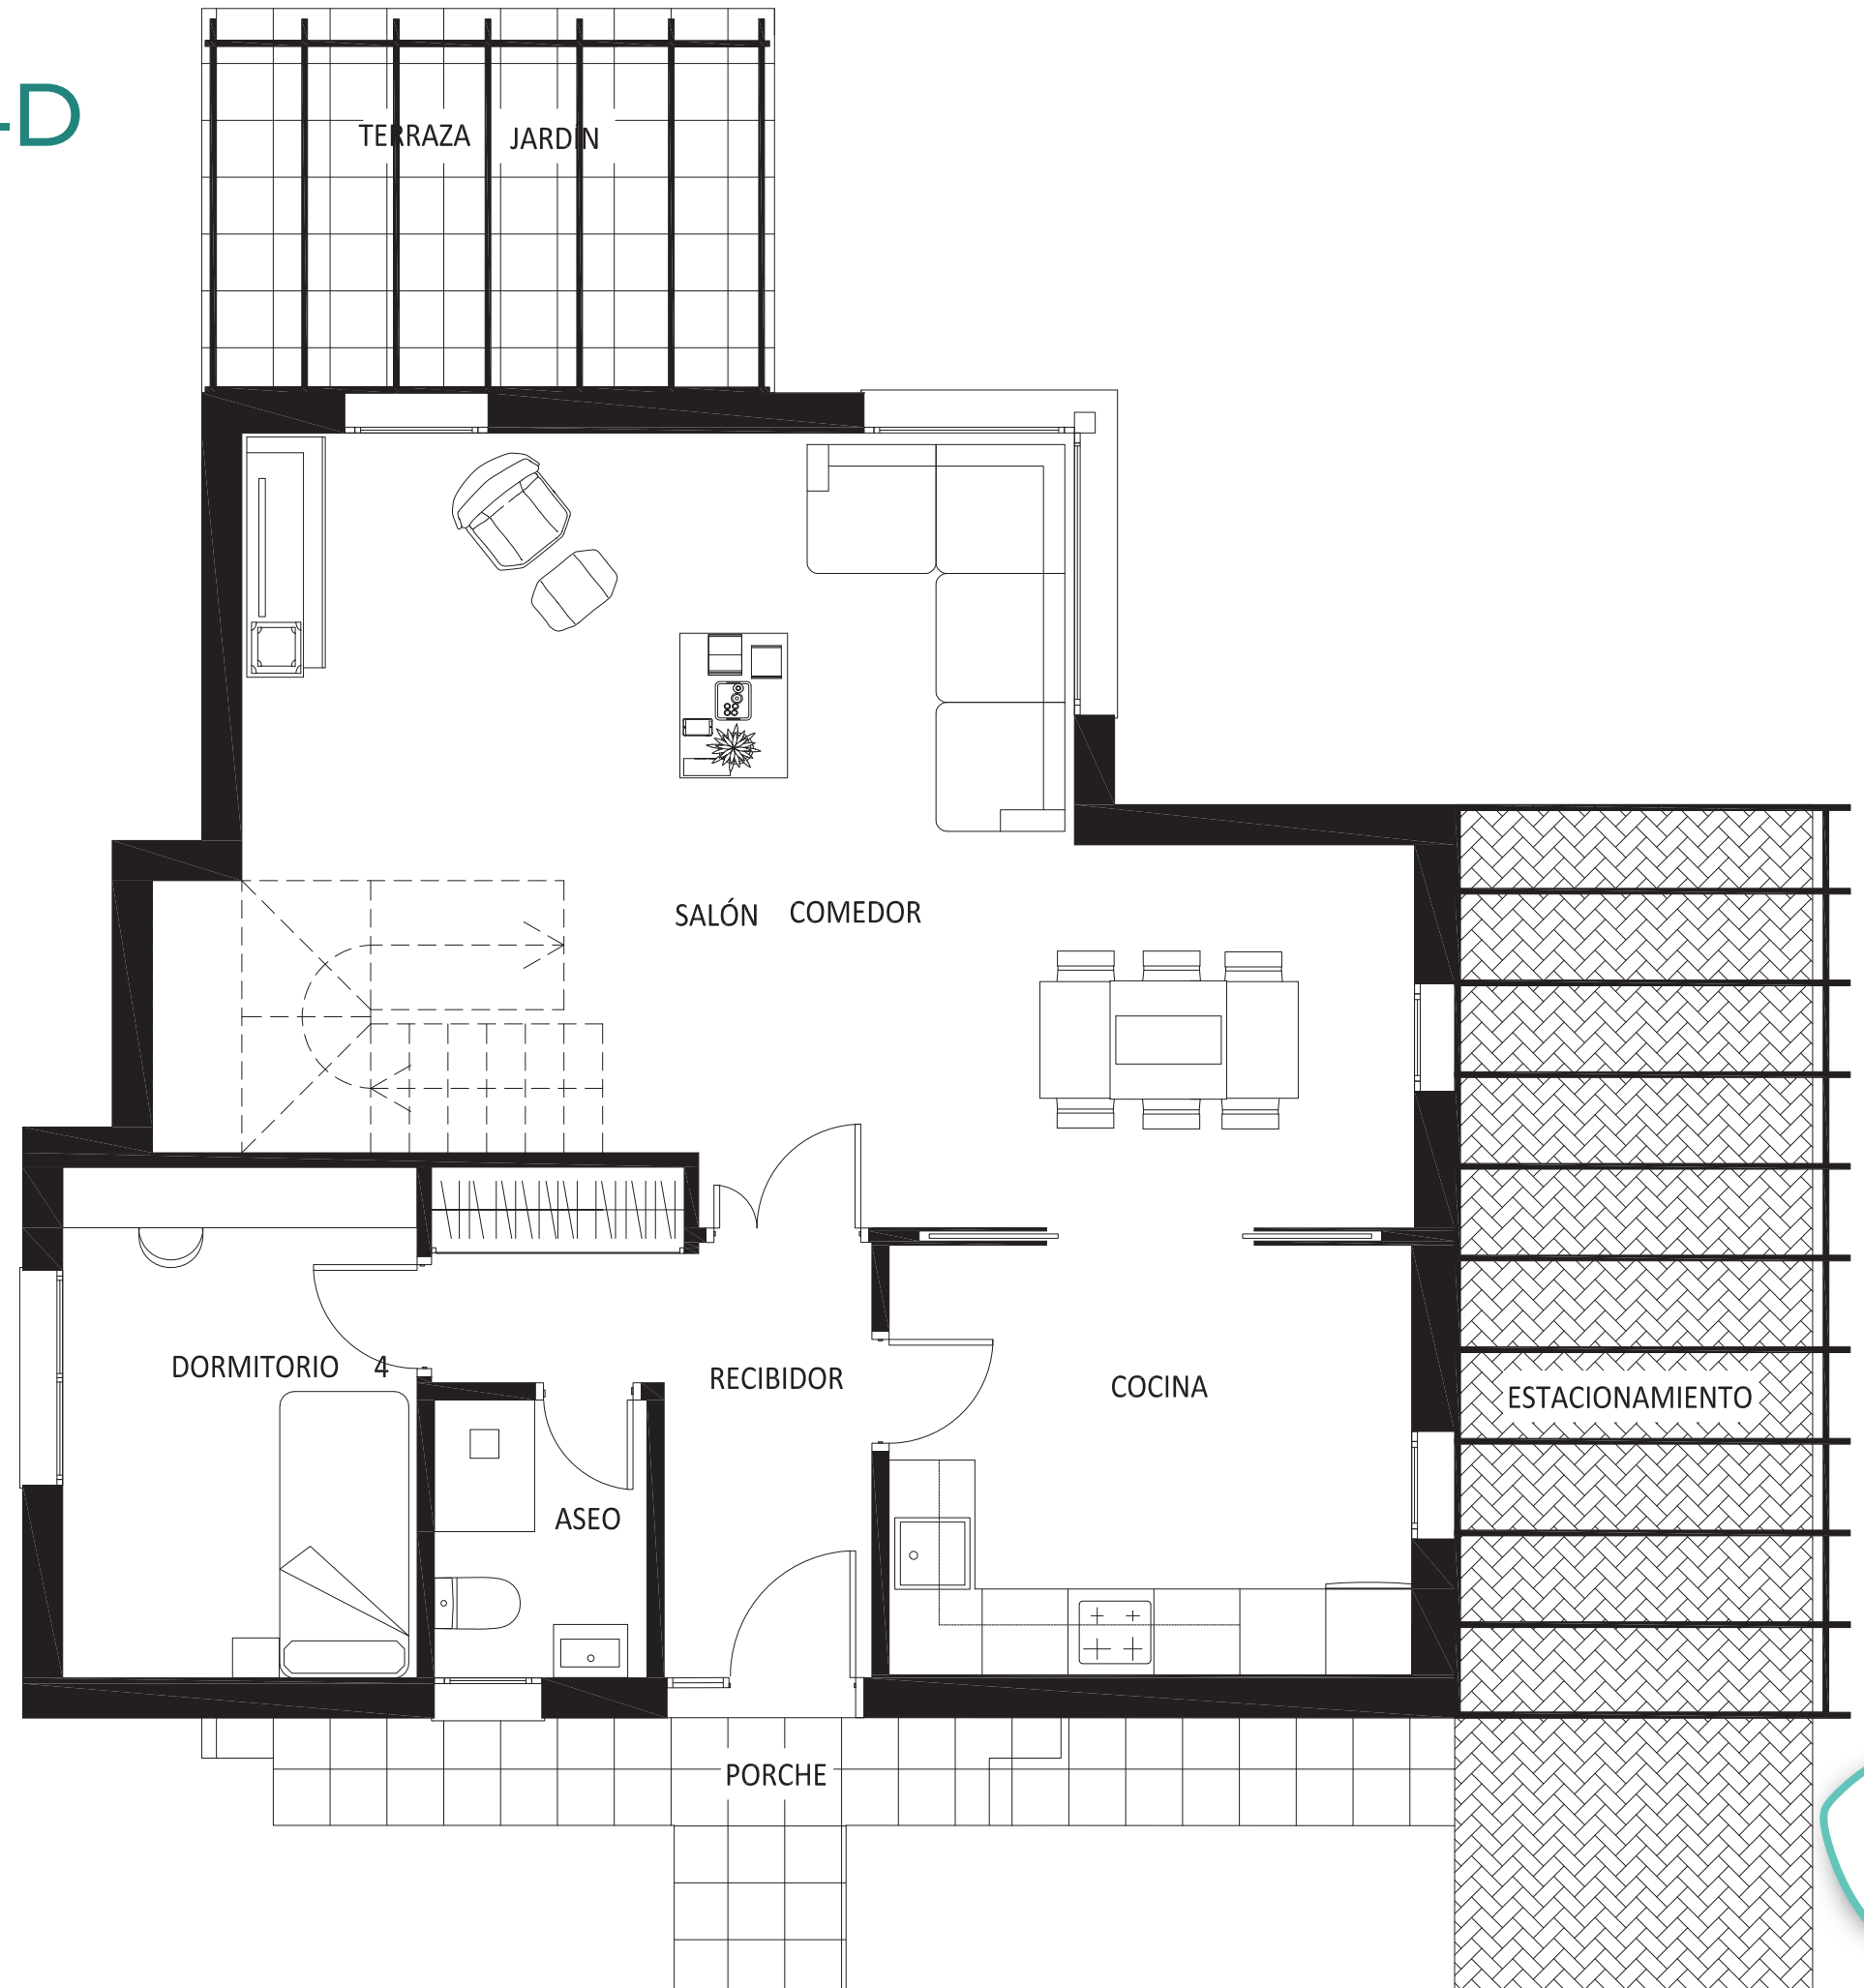 -D
TERRAZA JARDÍN
SALÓN COMEDOR
DORMITORIO 4
RECIBIDOR
COCINA
ESTACIONAMIENTO
ASEO
PORCHE